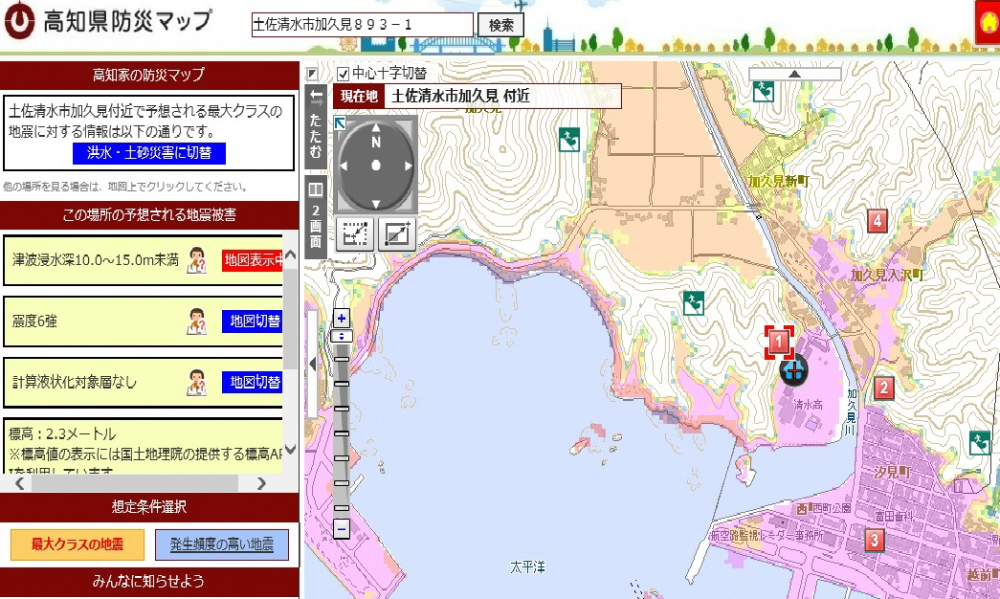 高知県防災マップ
土佐清水市加久見８９３－１
検索
高知家の防災マップ
土佐清水市加久見付近で予想される最大クラスの
地震に対する情報は以下の通りです。
洪水・土砂災害に切替
他の場所を見る場合は、地図上でクリックしてください。
この場所の予想される地震被害
津波浸水深10.0～15.0m未満
地図表示中
震度6強
地図切替
計算液状化対象層なし
地図切替
標高：2.3メートル
※標高値の表示には国土地理院の提供する標高AP
Iを利用しています
想定条件選択
最大クラスの地震
発生頻度の高い地震
みんなに知らせよう
中心十字切替
現在地
土佐清水市加久見 付近
たたむ
2画面
N
加久見
加久見新町
4
加久見入沢町
1
2
清水高
加久見川
汐見町
西町公園
富田歯科
航空路監視レーダー事務所
3
太平洋
越前町